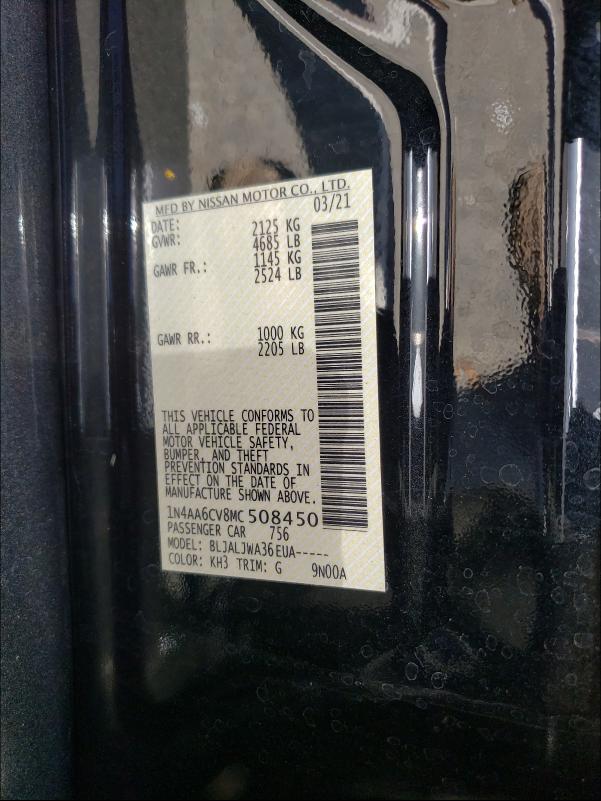 MFD BY NISSAN MOTOR CO., LTD.
DATE: 03/21
GVWR: 2125 KG
4685 LB
GAWR FR.: 1145 KG
2524 LB
GAWR RR.: 1000 KG
2205 LB
THIS VEHICLE CONFORMS TO
ALL APPLICABLE FEDERAL
MOTOR VEHICLE SAFETY,
BUMPER, AND THEFT
PREVENTION STANDARDS IN
EFFECT ON THE DATE OF
MANUFACTURE SHOWN ABOVE.
1N4AA6CV8MC508450
PASSENGER CAR 756
MODEL: BLJALJWA36EUA-----
COLOR: KH3 TRIM: G 9N00A